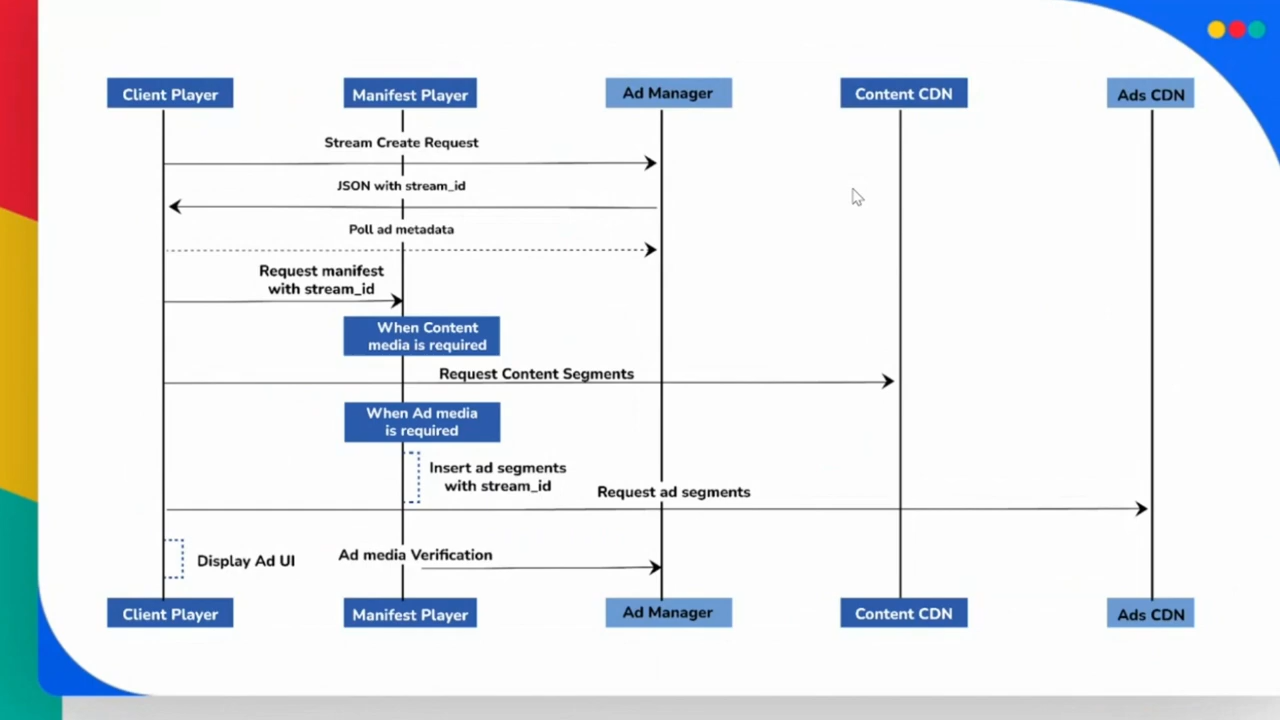 Client Player
Manifest Player
Ad Manager
Content CDN
Ads CDN
Stream Create Request
JSON with stream_id
Poll ad metadata
Request manifest
with stream_id
When Content
media is required
Request Content Segments
When Ad media
is required
Insert ad segments
with stream_id
Request ad segments
Display Ad UI
Ad media Verification
Client Player
Manifest Player
Ad Manager
Content CDN
Ads CDN